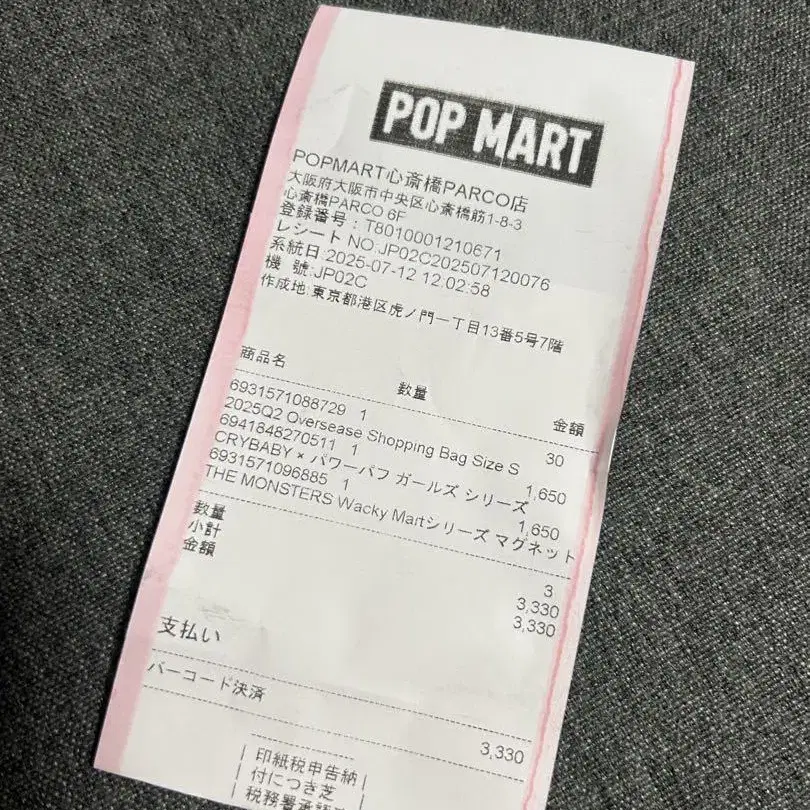 POP MART
POPMART心斎橋PARCO店
大阪府大阪市中央区心斎橋筋1-8-3
心斎橋PARCO 6F
登録番号：T8010001210671
レシート NO:JP02C202507120076
系統日:2025-07-12 12:02:58
機 號:JP02C
作成地:東京都港区虎ノ門一丁目13番5号7階
商品名 数量 金額
6931571088729 1 30
2025Q2 Oversease Shopping Bag Size S
6941848270511 1 1,650
CRYBABY × パワーパフ ガールズ シリーズ
6931571096885 1 1,650
THE MONSTERS Wacky Martシリーズ マグネット
数量 3
小計 3,330
金額 3,330
支払い
バーコード決済 3,330
印紙税申告納
付につき芝
税務署承認